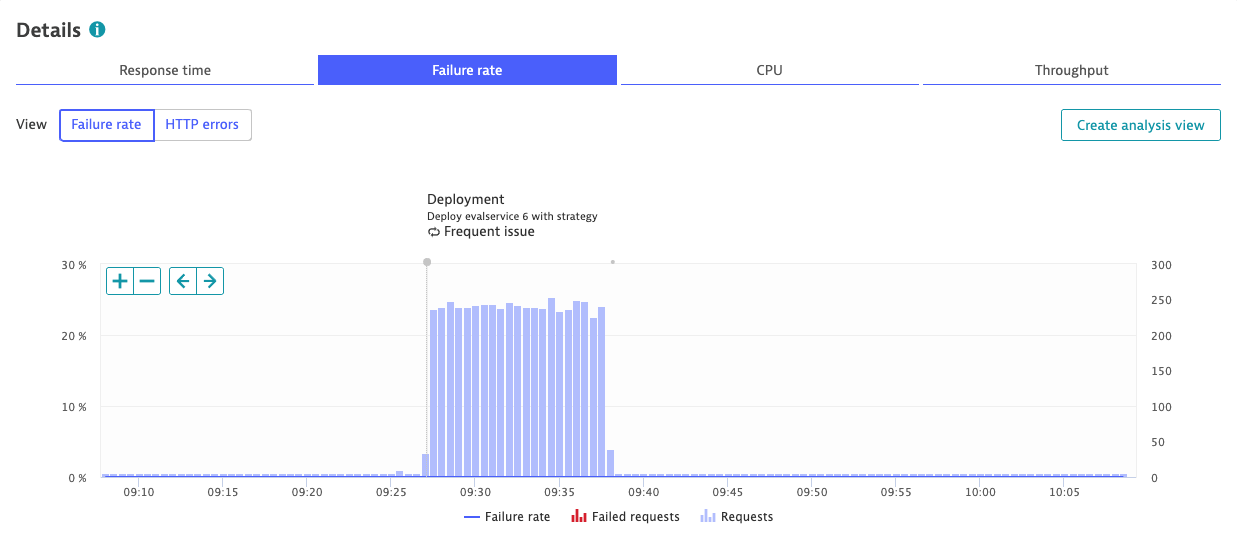 Details
Response time
Failure rate
CPU
Throughput
View
Failure rate
HTTP errors
Create analysis view
Deployment
Deploy evalservice 6 with strategy
Frequent issue
30 %
20 %
10 %
0 %
300
250
200
150
100
50
0
09:10
09:15
09:20
09:25
09:30
09:35
09:40
09:45
09:50
09:55
10:00
10:05
Failure rate
Failed requests
Requests